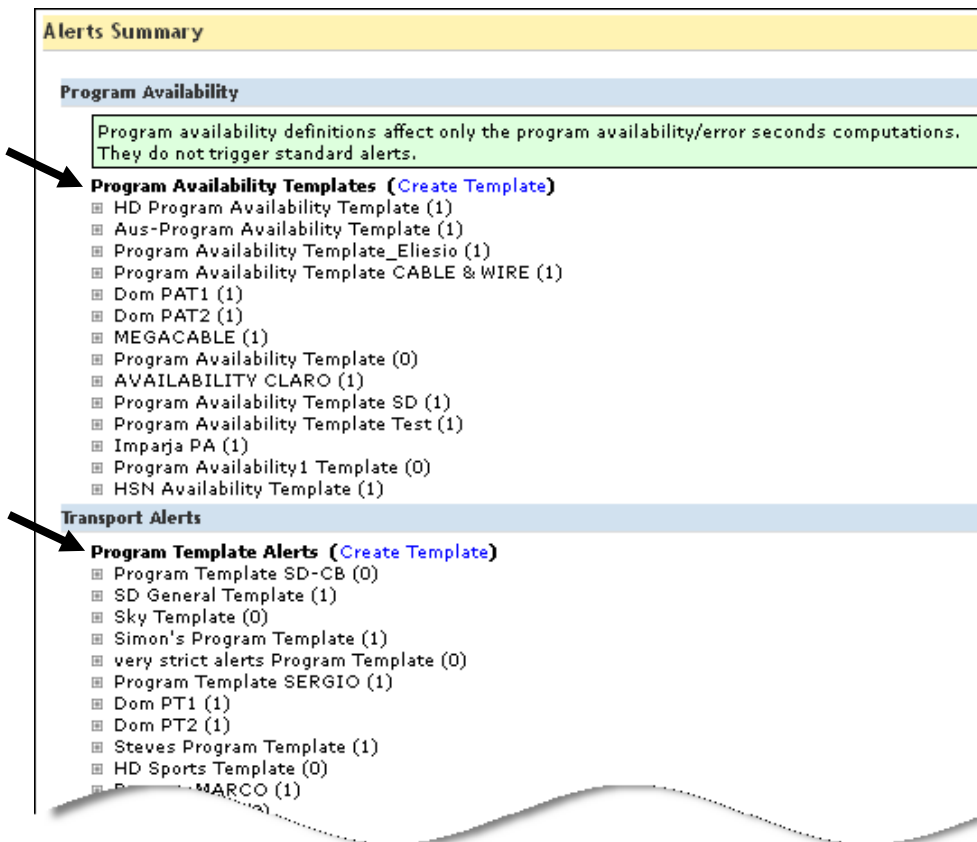 Alerts Summary
Program Availability
Program availability definitions affect only the program availability/error seconds computations.
They do not trigger standard alerts.
Program Availability Templates (Create Template)
HD Program Availability Template (1)
Aus-Program Availability Template (1)
Program Availability Template_Eliesio (1)
Program Availability Template CABLE & WIRE (1)
Dom PAT1 (1)
Dom PAT2 (1)
MEGACABLE (1)
Program Availability Template (0)
AVAILABILITY CLARO (1)
Program Availability Template SD (1)
Program Availability Template Test (1)
Imparja PA (1)
Program Availability1 Template (0)
HSN Availability Template (1)
Transport Alerts
Program Template Alerts (Create Template)
Program Template SD-CB (0)
SD General Template (1)
Sky Template (0)
Simon's Program Template (1)
very strict alerts Program Template (0)
Program Template SERGIO (1)
Dom PT1 (1)
Dom PT2 (1)
Steves Program Template (1)
HD Sports Template (0)
MARCO (1)